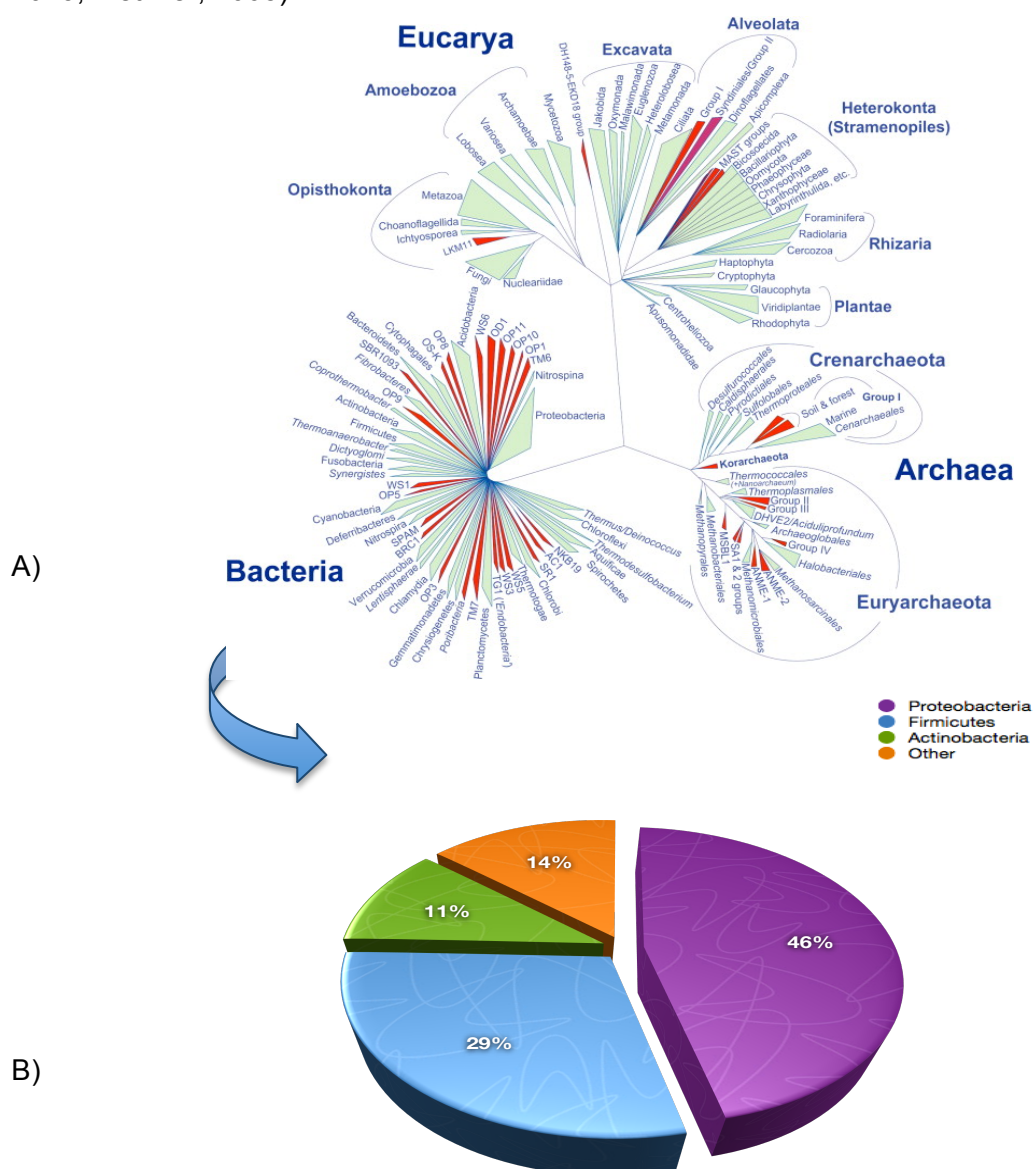 Eucarya
Alveolata
Excavata
Amoebozoa
Heterokonta
(Stramenopiles)
Opisthokonta
Rhizaria
Plantae
DH148-5-EKD18 group
Jakobida
Oxymonada
Malawimonada
Euglenozoa
Heterolobosea
Metamonada
Ciliata
Group I
Syndiniales/Group II
Dinoflagellates
Apicomplexa
MAST groups
Bicosoecida
Bacillariophyta
Oomycota
Phaeophyceae
Chrysophyta
Xanthophyceae
Labyrinthulida, etc.
Foraminifera
Radiolaria
Cercozoa
Haptophyta
Cryptophyta
Glaucophyta
Viridiplantae
Rhodophyta
Centroheliozoa
Apusomonadidae
Mycetozoa
Archamoebae
Variosea
Lobosea
Metazoa
Choanoflagellida
Ichtyosporea
LKM11
Fungi
Nucleariidae
Acidobacteria
WS6
OD1
OP11
OP10
OP1
TM6
Nitrospina
Proteobacteria
OP8
OS-K
Cytophagales
Bacteroidetes
SBR1093
Fibrobacteres
OP9
Coprothermobacter
Actinobacteria
Firmicutes
Thermoanaerobacter
Dictyoglomi
Fusobacteria
Synergistes
WS1
OP5
Cyanobacteria
Deferribacteres
Nitrospira
SPAM
BRC1
Verrucomicrobia
Lentisphaerae
Chlamydia
OP3
Gemmatimonadetes
Chrysiogenetes
Poribacteria
TM7
Planctomycetes
TG1 ('Endobacteria')
WS3
WS5
Thermotogae
Chlorobi
SR1
AC1
NKB19
Spirochetes
Aquificae
Thermodesulfobacterium
Chloroflexi
Thermus/Deinococcus
Bacteria
Crenarchaeota
Desulfurococcales
Caldisphaerales
Pyrodictiales
Sulfolobales
Thermoproteales
Soil & forest
Group I
Marine
Cenarchaeales
Korarchaeota
Archaea
Thermococcales
(+Nanoarchaeum)
Thermoplasmales
Group II
Group III
DHVE2/Aciduliprofundum
Archaeoglobales
Group IV
Halobacteriales
Methanosarcinales
ANME-2
ANME-1
Methanomicrobiales
SA1 & 2 groups
MSBL1
Methanobacteriales
Methanopyrales
Euryarchaeota
A)
Proteobacteria
Firmicutes
Actinobacteria
Other
14%
11%
46%
29%
B)